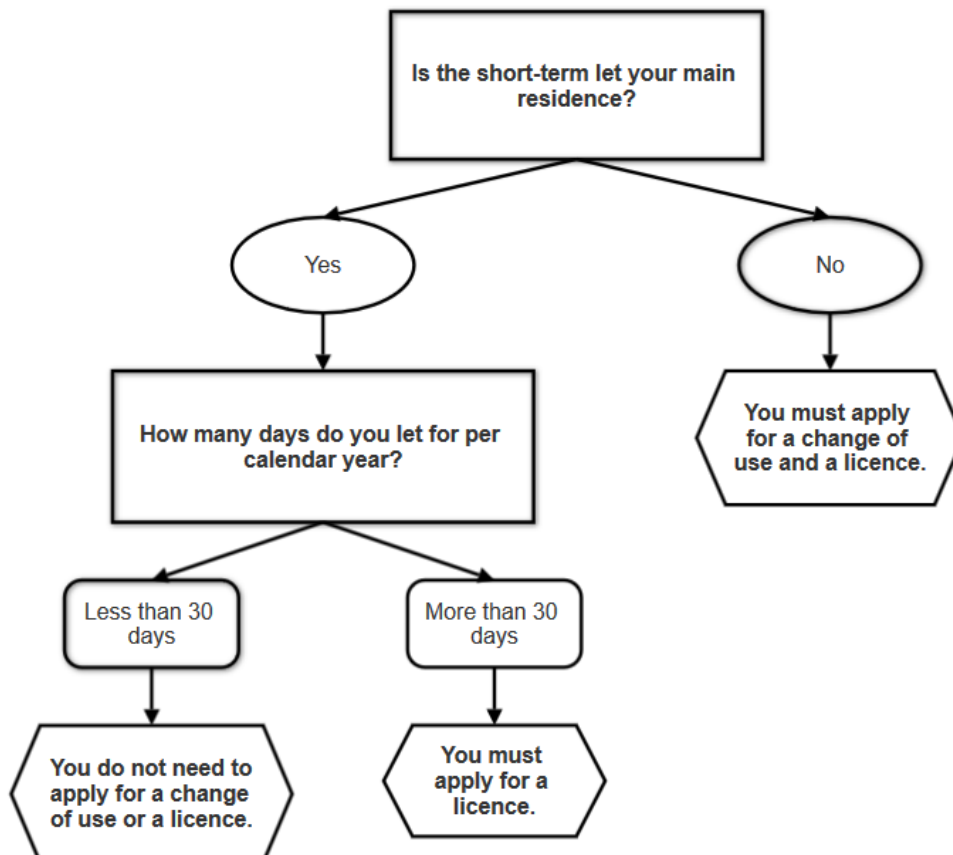 Is the short-term let your main
residence?
Yes
No
How many days do you let for per
calendar year?
You must apply
for a change of
use and a licence.
Less than 30
days
More than 30
days
You do not need to
apply for a change
of use or a licence.
You must
apply for a
licence.